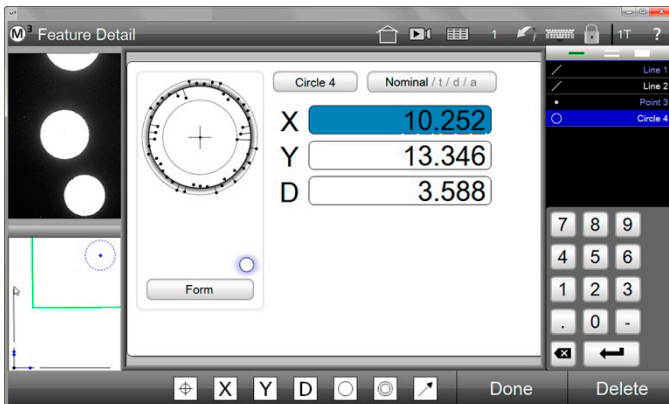 M3 Feature Detail
1
1T
?
Circle 4
Nominal / t / d / a
X 10.252
Y 13.346
D 3.588
Form
Line 1
Line 2
Point 3
Circle 4
7 8 9
4 5 6
1 2 3
. 0 -
X Y D
Done
Delete